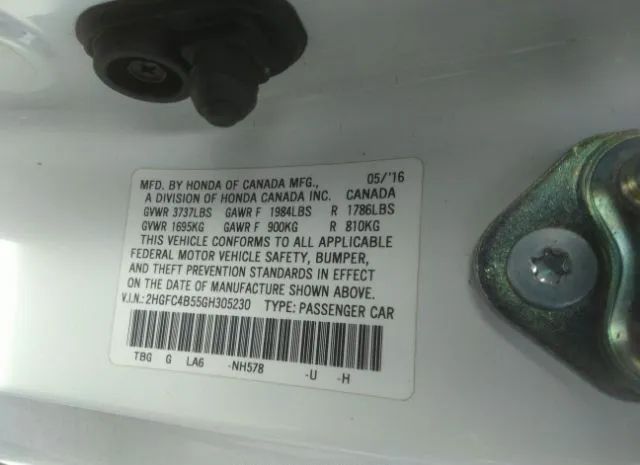 MFD. BY HONDA OF CANADA MFG., 05/'16
A DIVISION OF HONDA CANADA INC. CANADA
GVWR 3737LBS GAWR F 1984LBS R 1786LBS
GVWR 1695KG GAWR F 900KG R 810KG
THIS VEHICLE CONFORMS TO ALL APPLICABLE
FEDERAL MOTOR VEHICLE SAFETY, BUMPER,
AND THEFT PREVENTION STANDARDS IN EFFECT
ON THE DATE OF MANUFACTURE SHOWN ABOVE.
V.I.N.:2HGFC4B55GH305230 TYPE:PASSENGER CAR
TBG G LA6 -NH578 -U -H